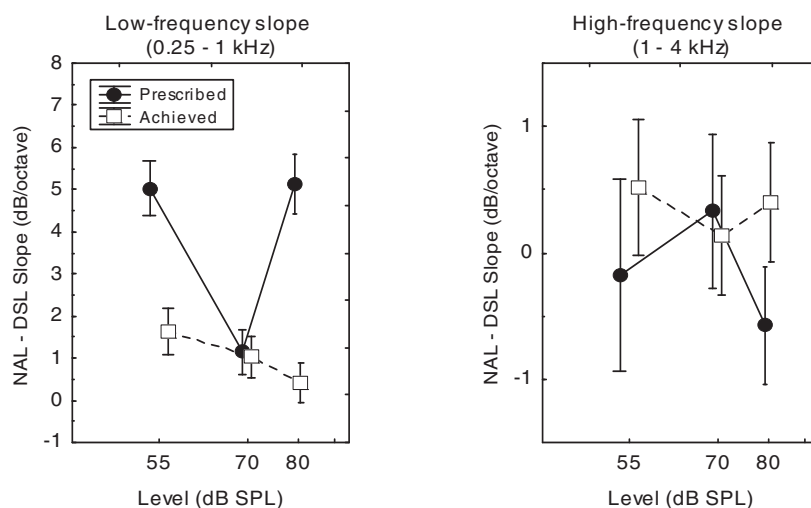 Low-frequency slope
(0.25 - 1 kHz)
8
7
6
5
4
3
2
1
0
-1
Prescribed
Achieved
NAL - DSL Slope (dB/octave)
55 70 80
Level (dB SPL)
High-frequency slope
(1 - 4 kHz)
1
0
-1
NAL - DSL Slope (dB/octave)
55 70 80
Level (dB SPL)